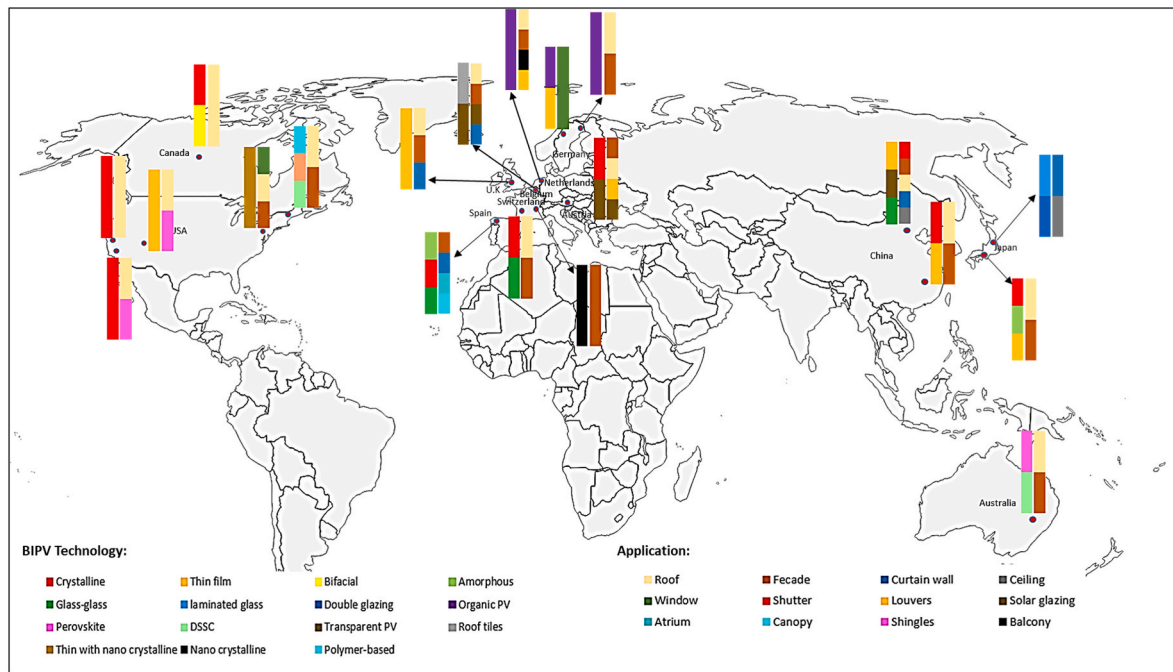 Canada
Germany
U.K
Netherlands
Belgium
Switzerland
Austria
Spain
USA
China
Japan
Australia
BIPV Technology:
Crystalline
Thin film
Bifacial
Amorphous
Glass-glass
laminated glass
Double glazing
Organic PV
Perovskite
DSSC
Transparent PV
Roof tiles
Thin with nano crystalline
Nano crystalline
Polymer-based
Application:
Roof
Fecade
Curtain wall
Ceiling
Window
Shutter
Louvers
Solar glazing
Atrium
Canopy
Shingles
Balcony